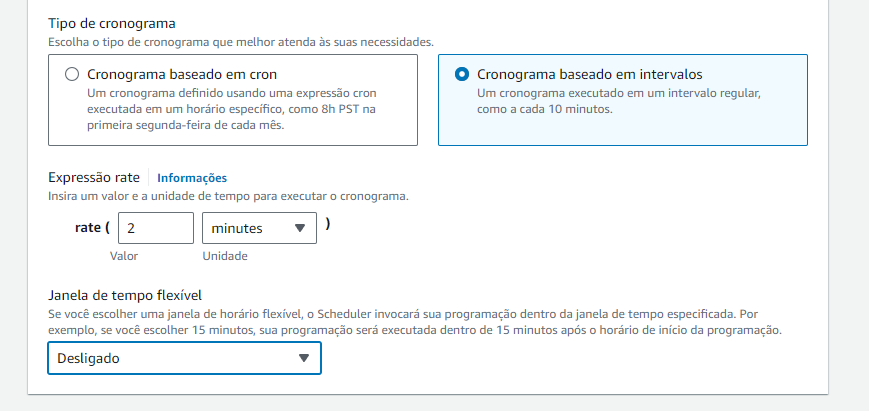 Tipo de cronograma
Escolha o tipo de cronograma que melhor atenda às suas necessidades.
Cronograma baseado em cron
Um cronograma definido usando uma expressão cron
executada em um horário específico, como 8h PST na
primeira segunda-feira de cada mês.
Cronograma baseado em intervalos
Um cronograma executado em um intervalo regular,
como a cada 10 minutos.
Expressão rate
Informações
Insira um valor e a unidade de tempo para executar o cronograma.
rate ( 2 minutes )
Valor Unidade
Janela de tempo flexível
Se você escolher uma janela de horário flexível, o Scheduler invocará sua programação dentro da janela de tempo especificada. Por
exemplo, se você escolher 15 minutos, sua programação será executada dentro de 15 minutos após o horário de início da programação.
Desligado